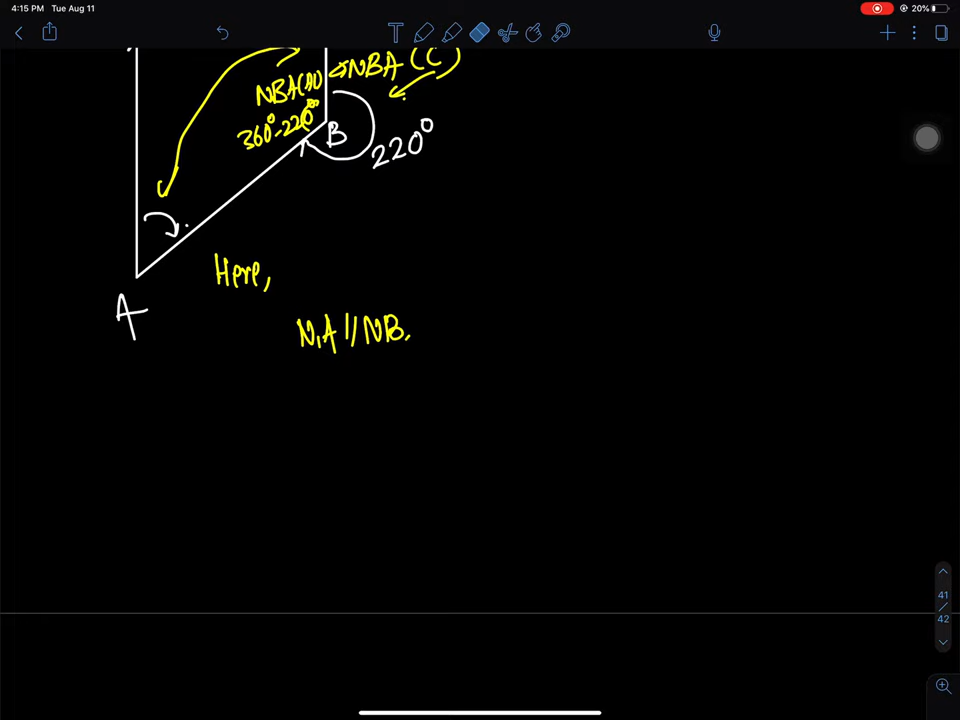 4:15 PM Tue Aug 11
20%
NBA (C)
NBA(A)
360°-220°
B
220°
A
Here,
N₁A // NB.
41
/
42